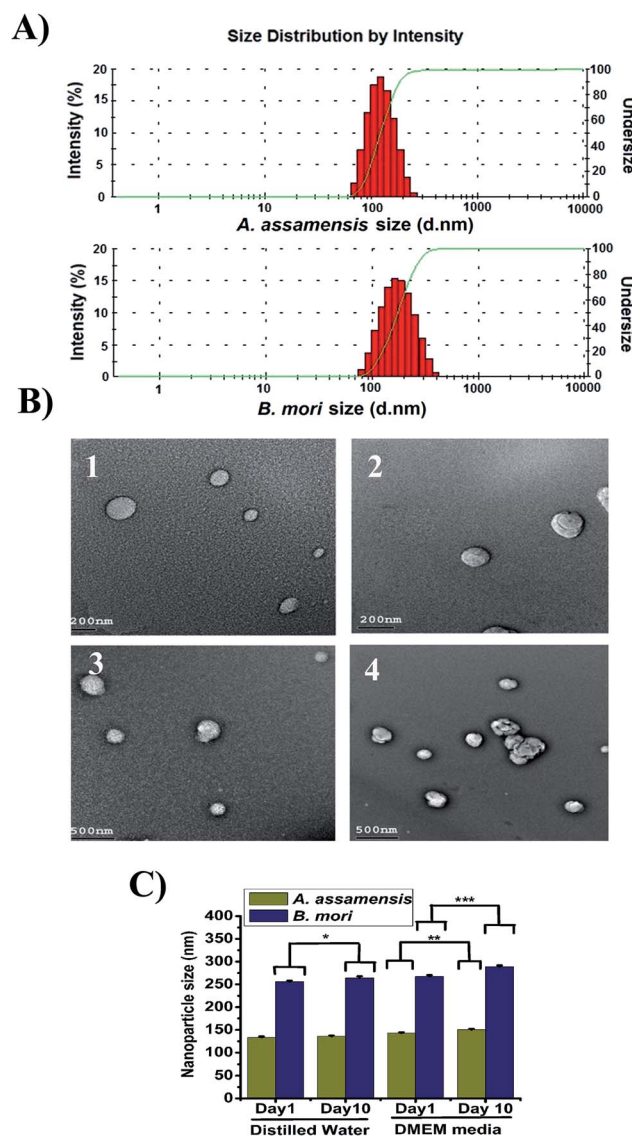 A)
Size Distribution by Intensity
Intensity (%)
20
15
10
5
0
100
80
60
40
20
0
Undersize
1
10
100
1000
10000
A. assamensis size (d.nm)
Intensity (%)
20
15
10
5
0
100
80
60
40
20
0
Undersize
1
10
100
1000
10000
B. mori size (d.nm)
B)
1
200nm
2
200nm
3
500nm
4
500nm
C)
A. assamensis
B. mori
Nanoparticle size (nm)
400
350
300
250
200
150
100
50
0
*
**
***
Day1 Day10 Day1 Day 10
Distilled Water DMEM media